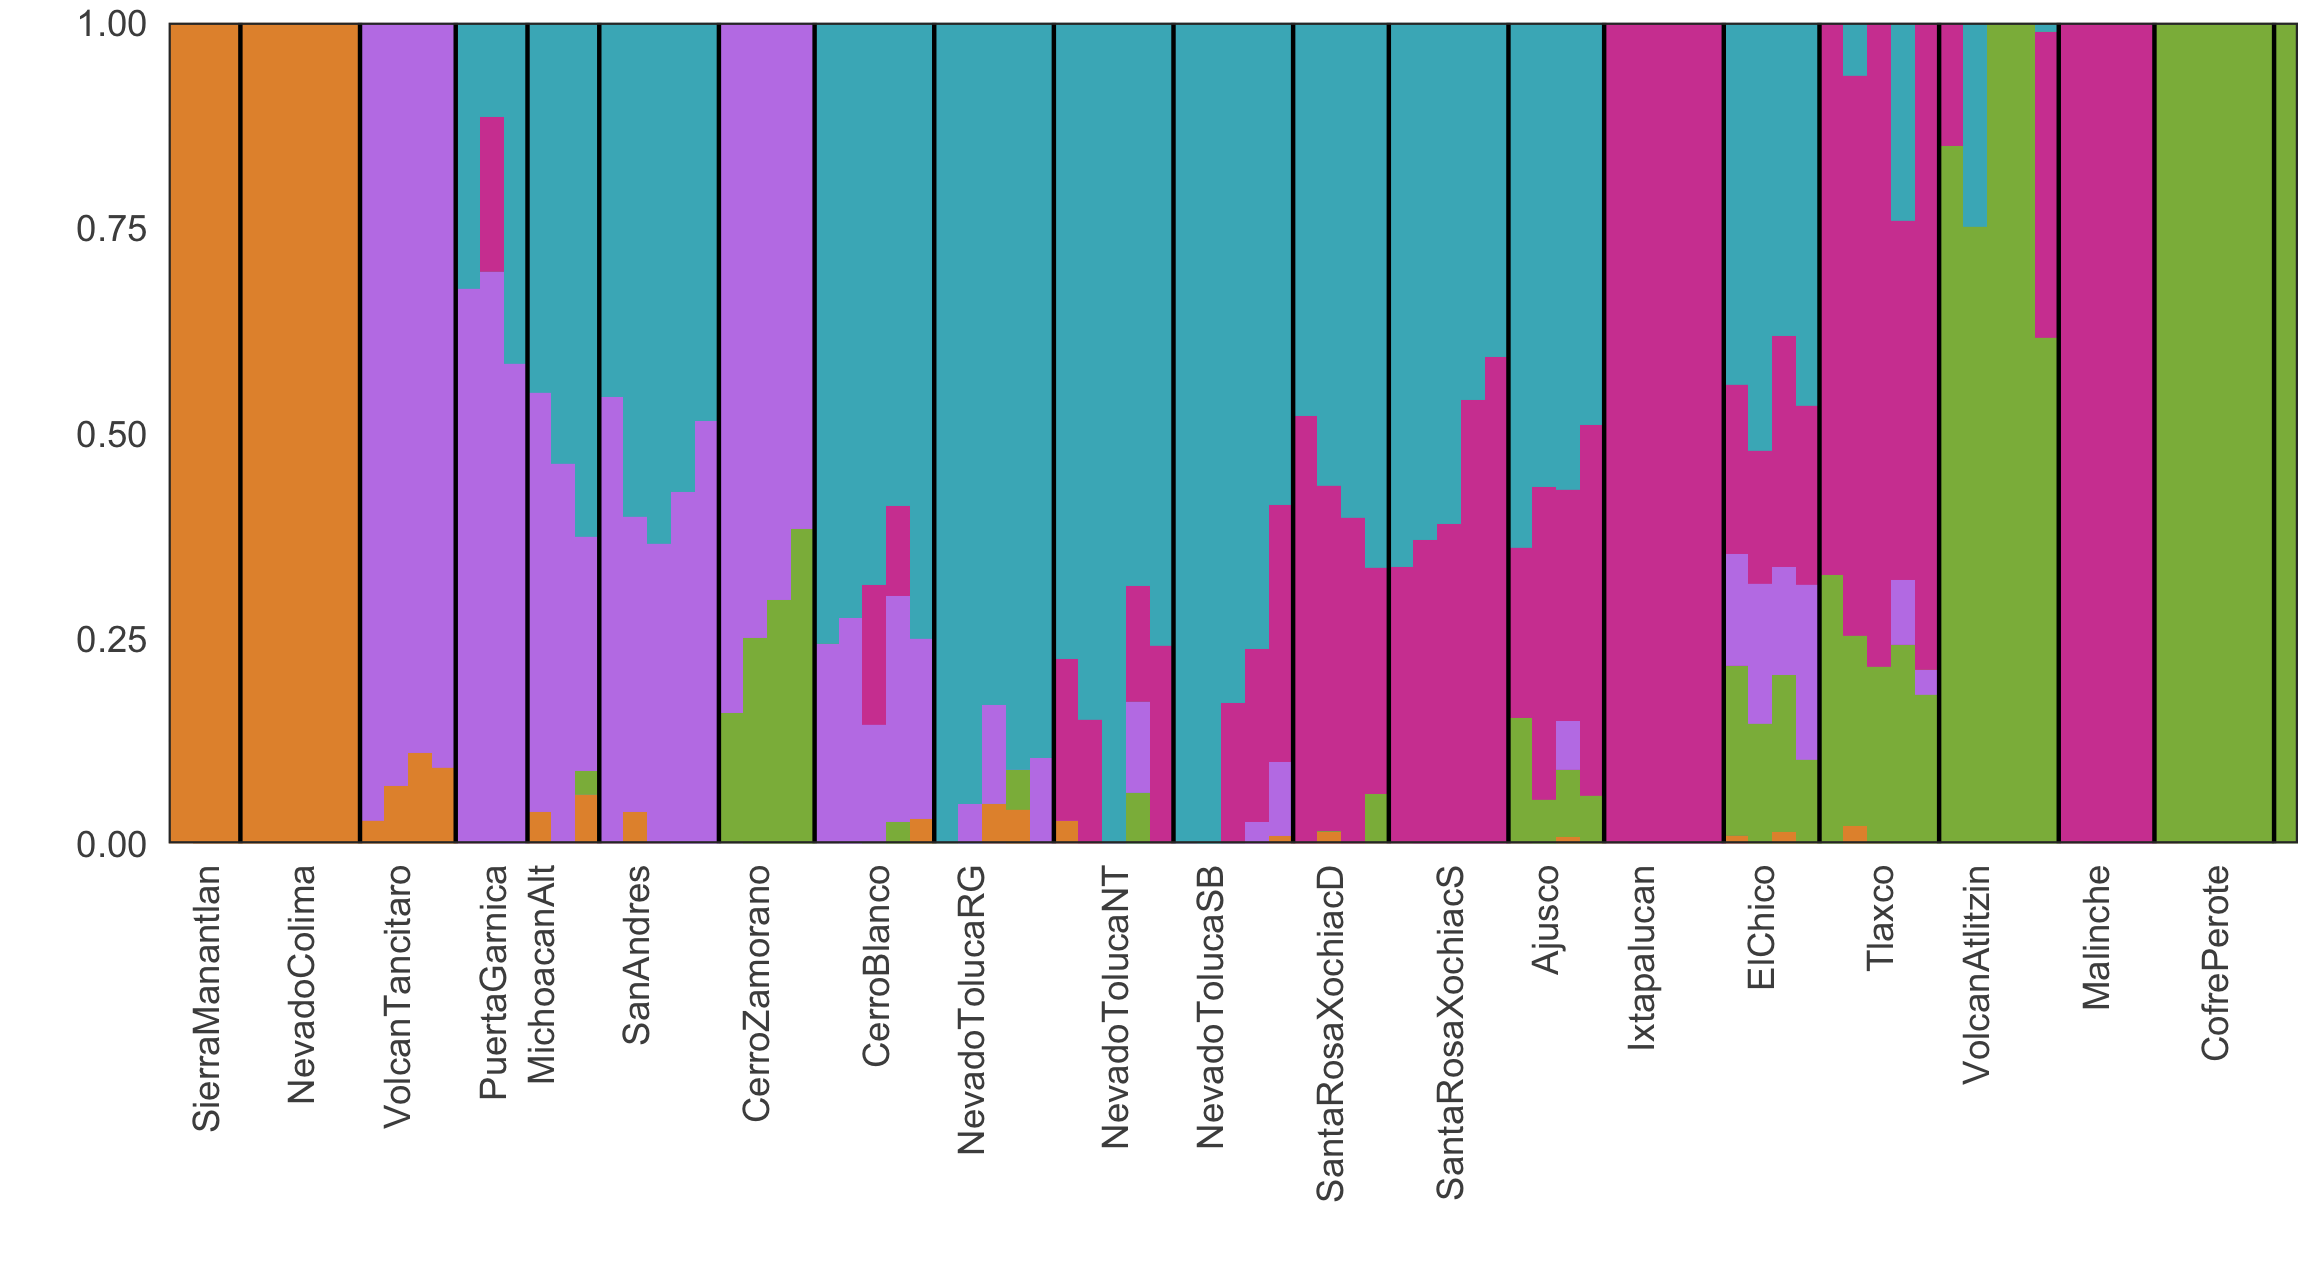 1.00
0.75
0.50
0.25
0.00
SierraManantlan
NevadoColima
VolcanTancitaro
PuertaGarnica
MichoacanAlt
SanAndres
CerroZamorano
CerroBlanco
NevadoTolucaRG
NevadoTolucaNT
NevadoTolucaSB
SantaRosaXochiacD
SantaRosaXochiacS
Ajusco
Ixtapalucan
ElChico
Tlaxco
VolcanAtlitzin
Malinche
CofrePerote